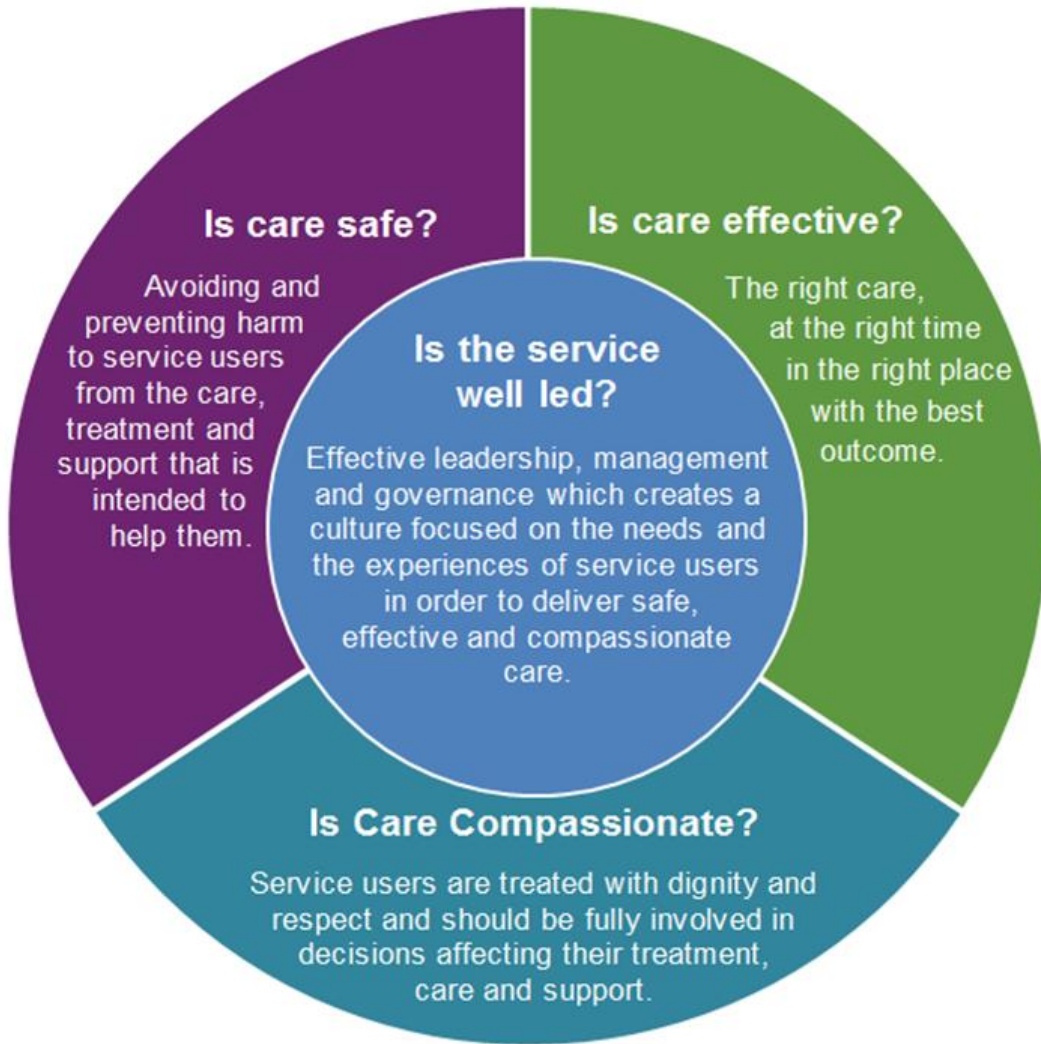 Is care safe?
Avoiding and
preventing harm
to service users
from the care,
treatment and
support that is
intended to
help them.
Is care effective?
The right care,
at the right time
in the right place
with the best
outcome.
Is the service
well led?
Effective leadership, management
and governance which creates a
culture focused on the needs and
the experiences of service users
in order to deliver safe,
effective and compassionate
care.
Is Care Compassionate?
Service users are treated with dignity and
respect and should be fully involved in
decisions affecting their treatment,
care and support.